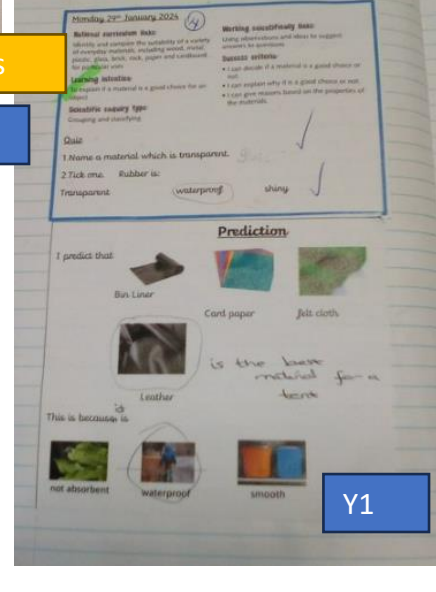 Monday 29th January 2024
National curriculum links:
Identify and compare the suitability of a variety
of everyday materials, including wood, metal,
plastic, glass, brick, rock, paper and cardboard
for particular uses
Learning intention
To explain if a material is a good choice for an
object
Scientific enquiry type
Grouping and classifying
Working scientifically links:
Using observations and ideas to suggest
answers to questions
Success criteria:
• I can decide if a material is a good choice or
not.
• I can explain why it is a good choice or not.
• I can give reasons based on the properties of
the materials.
Quiz
1.Name a material which is transparent.
2.Tick one. Rubber is:
Transparent waterproof shiny
Prediction
I predict that
Bin Liner
Card paper
felt cloth
Leather
is the best
material for a
tent
This is because is
not absorbent
waterproof
smooth
Y1
s